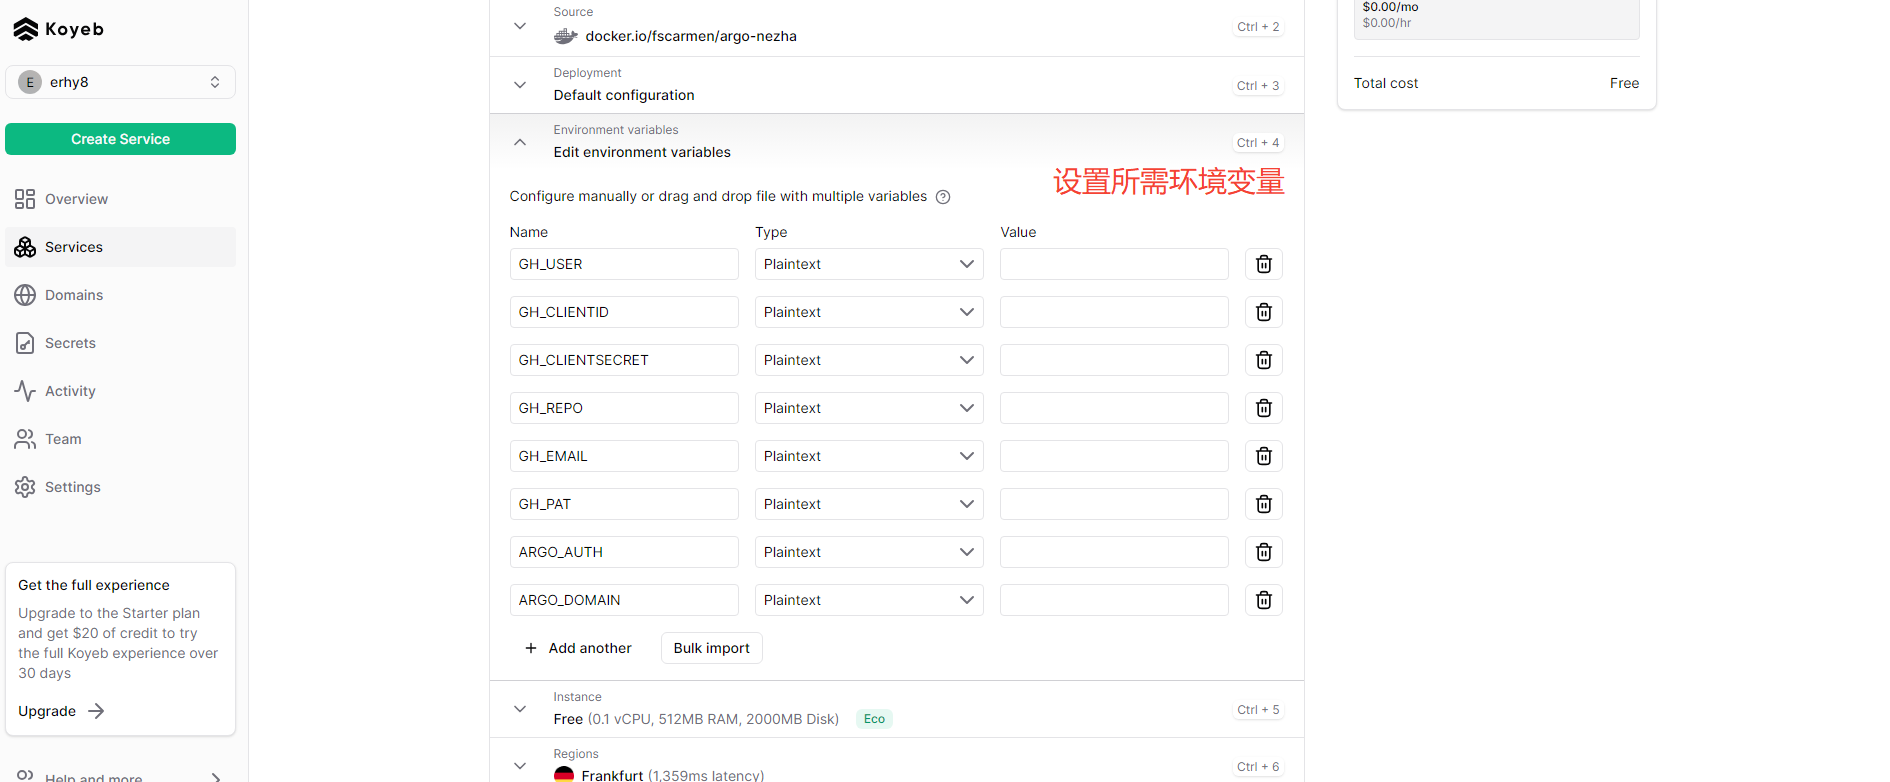 Koyeb
E erhy8
Create Service
Overview
Services
Domains
Secrets
Activity
Team
Settings
Get the full experience
Upgrade to the Starter plan
and get $20 of credit to try
the full Koyeb experience over
30 days
Upgrade
Help and more
Source
docker.io/fscarmen/argo-nezha
Ctrl + 2
Deployment
Default configuration
Ctrl + 3
Environment variables
Edit environment variables
Ctrl + 4
设置所需环境变量
Configure manually or drag and drop file with multiple variables ?
Name Type Value
GH_USER Plaintext
GH_CLIENTID Plaintext
GH_CLIENTSECRET Plaintext
GH_REPO Plaintext
GH_EMAIL Plaintext
GH_PAT Plaintext
ARGO_AUTH Plaintext
ARGO_DOMAIN Plaintext
+ Add another Bulk import
Instance
Free (0.1 vCPU, 512MB RAM, 2000MB Disk) Eco
Ctrl + 5
Regions
Frankfurt (1,359ms latency)
Ctrl + 6
$0.00/mo
$0.00/hr
Total cost Free